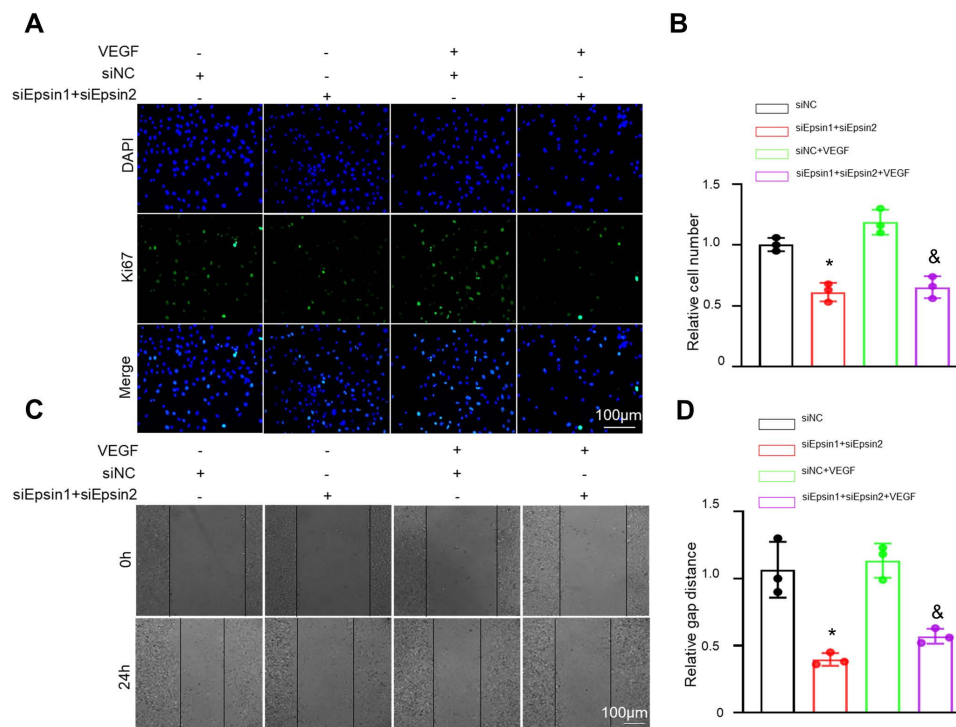 A
VEGF - - + +
siNC + - + -
siEpsin1+siEpsin2 - + - +
DAPI
Ki67
Merge
100μm
B
siNC
siEpsin1+siEpsin2
siNC+VEGF
siEpsin1+siEpsin2+VEGF
Relative cell number
1.5
1.0
0.5
0
*
&
C
VEGF - - + +
siNC + - + -
siEpsin1+siEpsin2 - + - +
0h
24h
100μm
D
siNC
siEpsin1+siEpsin2
siNC+VEGF
siEpsin1+siEpsin2+VEGF
Relative gap distance
1.5
1.0
0.5
0
*
&